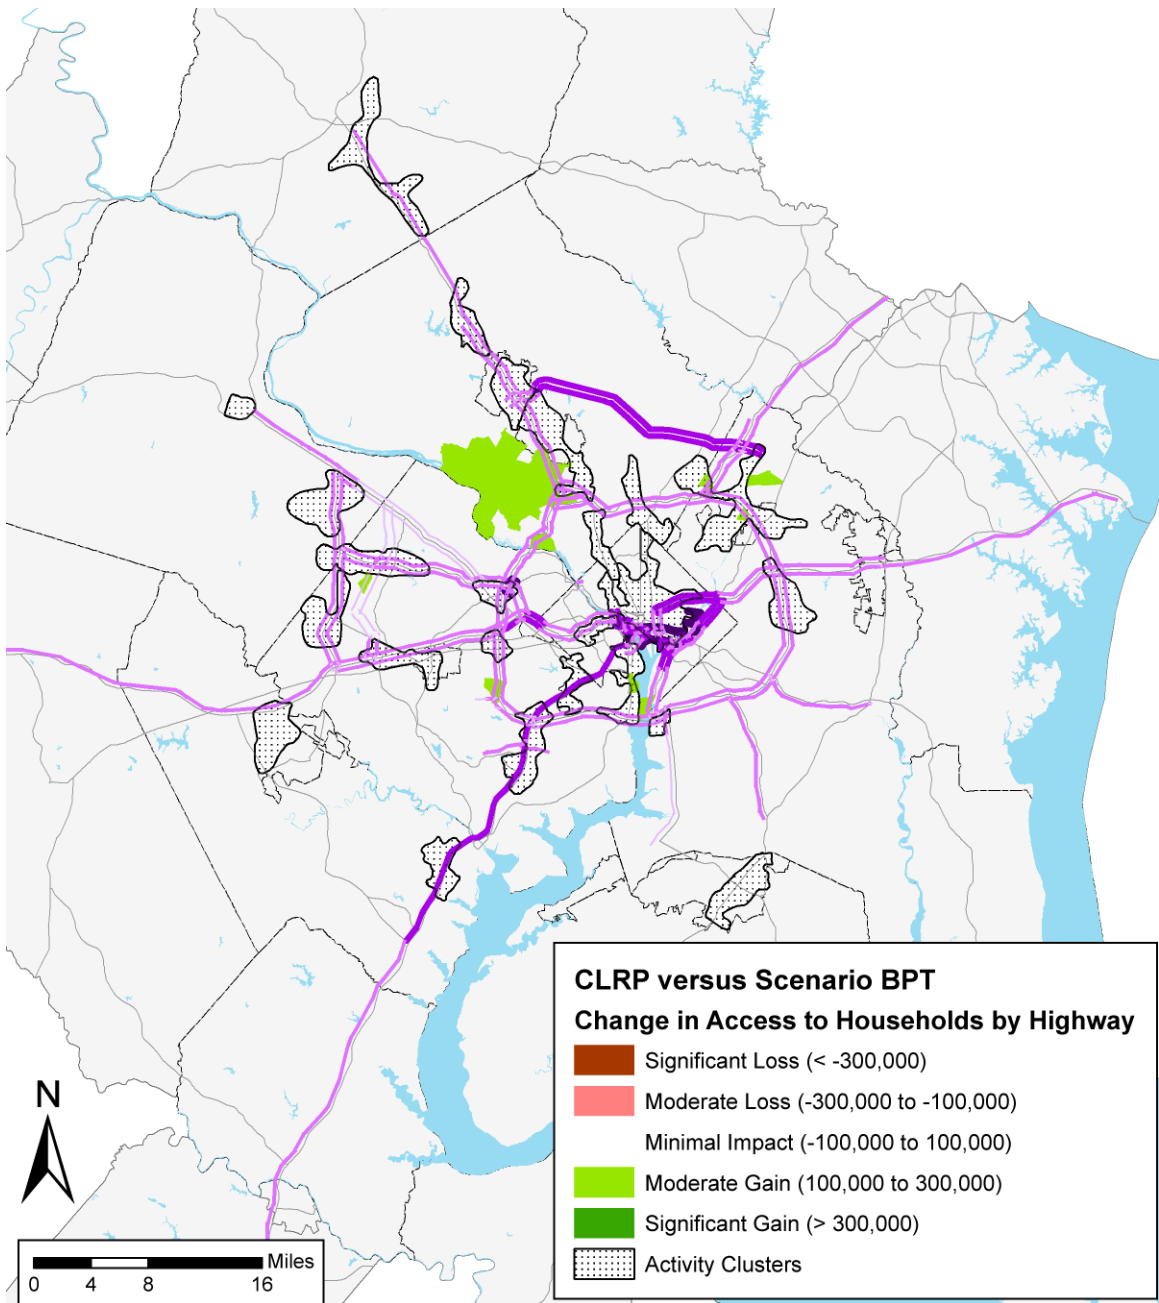 CLRP versus Scenario BPT
Change in Access to Households by Highway
Significant Loss (< -300,000)
Moderate Loss (-300,000 to -100,000)
Minimal Impact (-100,000 to 100,000)
Moderate Gain (100,000 to 300,000)
Significant Gain (> 300,000)
Activity Clusters
N
Miles
0 4 8 16